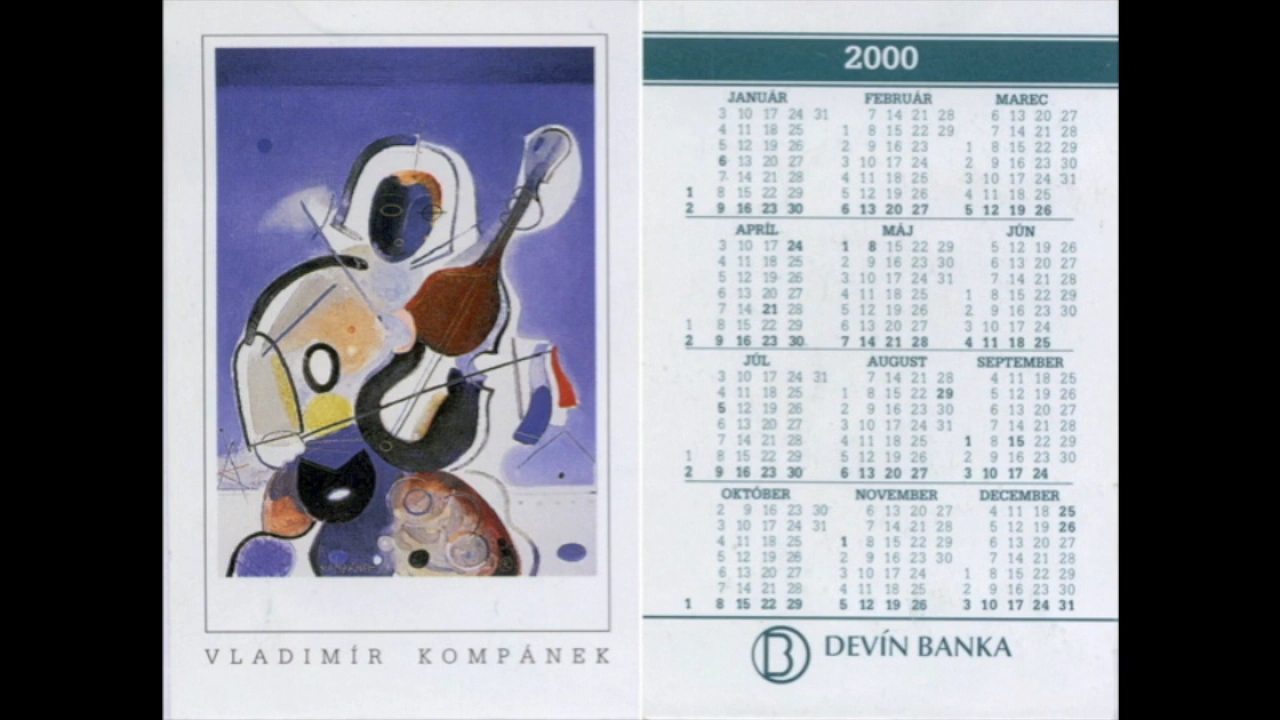 VLADIMÍR KOMPÁNEK
2000
JANUÁR FEBRUÁR MAREC
3 10 17 24 31 7 14 21 28 6 13 20 27
4 11 18 25 1 8 15 22 29 7 14 21 28
5 12 19 26 2 9 16 23 1 8 15 22 29
6 13 20 27 3 10 17 24 2 9 16 23 30
7 14 21 28 4 11 18 25 3 10 17 24 31
1 8 15 22 29 5 12 19 26 4 11 18 25
2 9 16 23 30 6 13 20 27 5 12 19 26
APRÍL MÁJ JÚN
3 10 17 24 1 8 15 22 29 5 12 19 26
4 11 18 25 2 9 16 23 30 6 13 20 27
5 12 19 26 3 10 17 24 31 7 14 21 28
6 13 20 27 4 11 18 25 1 8 15 22 29
7 14 21 28 5 12 19 26 2 9 16 23 30
1 8 15 22 29 6 13 20 27 3 10 17 24
2 9 16 23 30 7 14 21 28 4 11 18 25
JÚL AUGUST SEPTEMBER
3 10 17 24 31 7 14 21 28 4 11 18 25
4 11 18 25 1 8 15 22 29 5 12 19 26
5 12 19 26 2 9 16 23 30 6 13 20 27
6 13 20 27 3 10 17 24 31 7 14 21 28
7 14 21 28 4 11 18 25 1 8 15 22 29
1 8 15 22 29 5 12 19 26 2 9 16 23 30
2 9 16 23 30 6 13 20 27 3 10 17 24
OKTÓBER NOVEMBER DECEMBER
2 9 16 23 30 6 13 20 27 4 11 18 25
3 10 17 24 31 7 14 21 28 5 12 19 26
4 11 18 25 1 8 15 22 29 6 13 20 27
5 12 19 26 2 9 16 23 30 7 14 21 28
6 13 20 27 3 10 17 24 1 8 15 22 29
7 14 21 28 4 11 18 25 2 9 16 23 30
1 8 15 22 29 5 12 19 26 3 10 17 24 31
DEVÍN BANKA